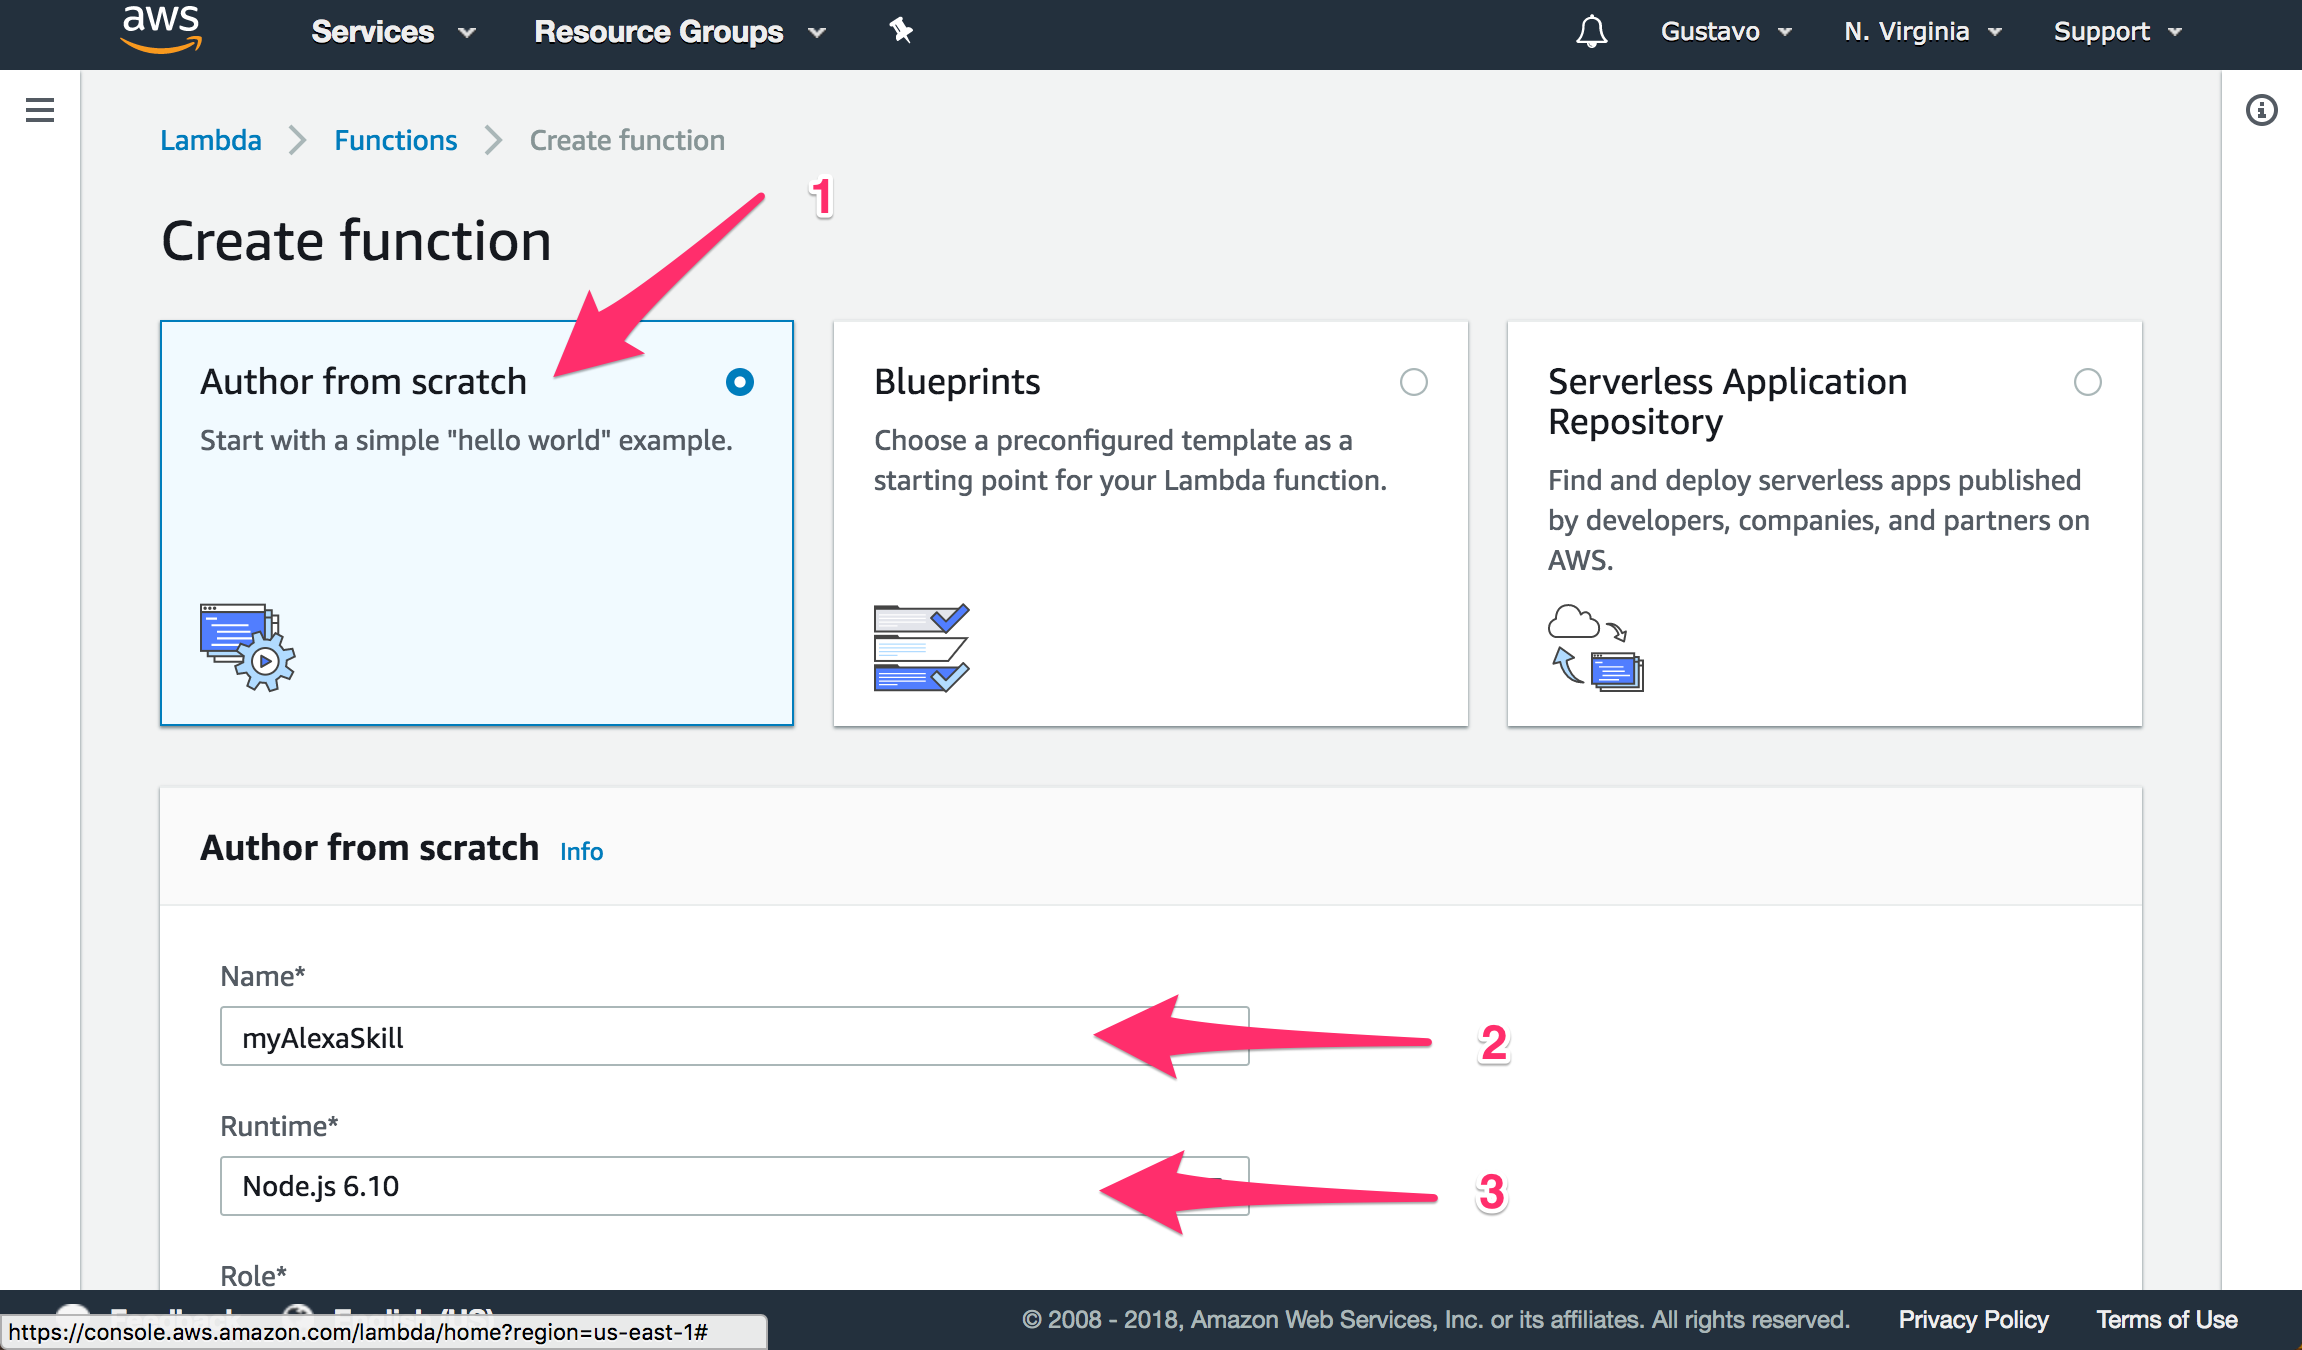 aws Services Resource Groups Gustavo N. Virginia Support
Lambda Functions Create function
1
Create function
Author from scratch
Start with a simple "hello world" example.
Blueprints
Choose a preconfigured template as a
starting point for your Lambda function.
Serverless Application
Repository
Find and deploy serverless apps published
by developers, companies, and partners on
AWS.
Author from scratch Info
Name*
myAlexaSkill
2
Runtime*
Node.js 6.10
3
Role*
Feedback English (US)
© 2008 - 2018, Amazon Web Services, Inc. or its affiliates. All rights reserved. Privacy Policy Terms of Use
https://console.aws.amazon.com/lambda/home?region=us-east-1#